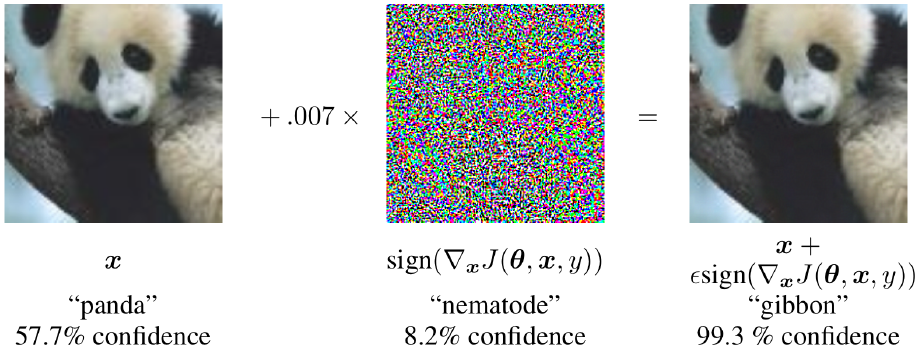 + .007 ×
=
x
sign(∇ₓJ(θ, x, y))
x +
ϵsign(∇ₓJ(θ, x, y))
“panda”
“nematode”
“gibbon”
57.7% confidence
8.2% confidence
99.3 % confidence